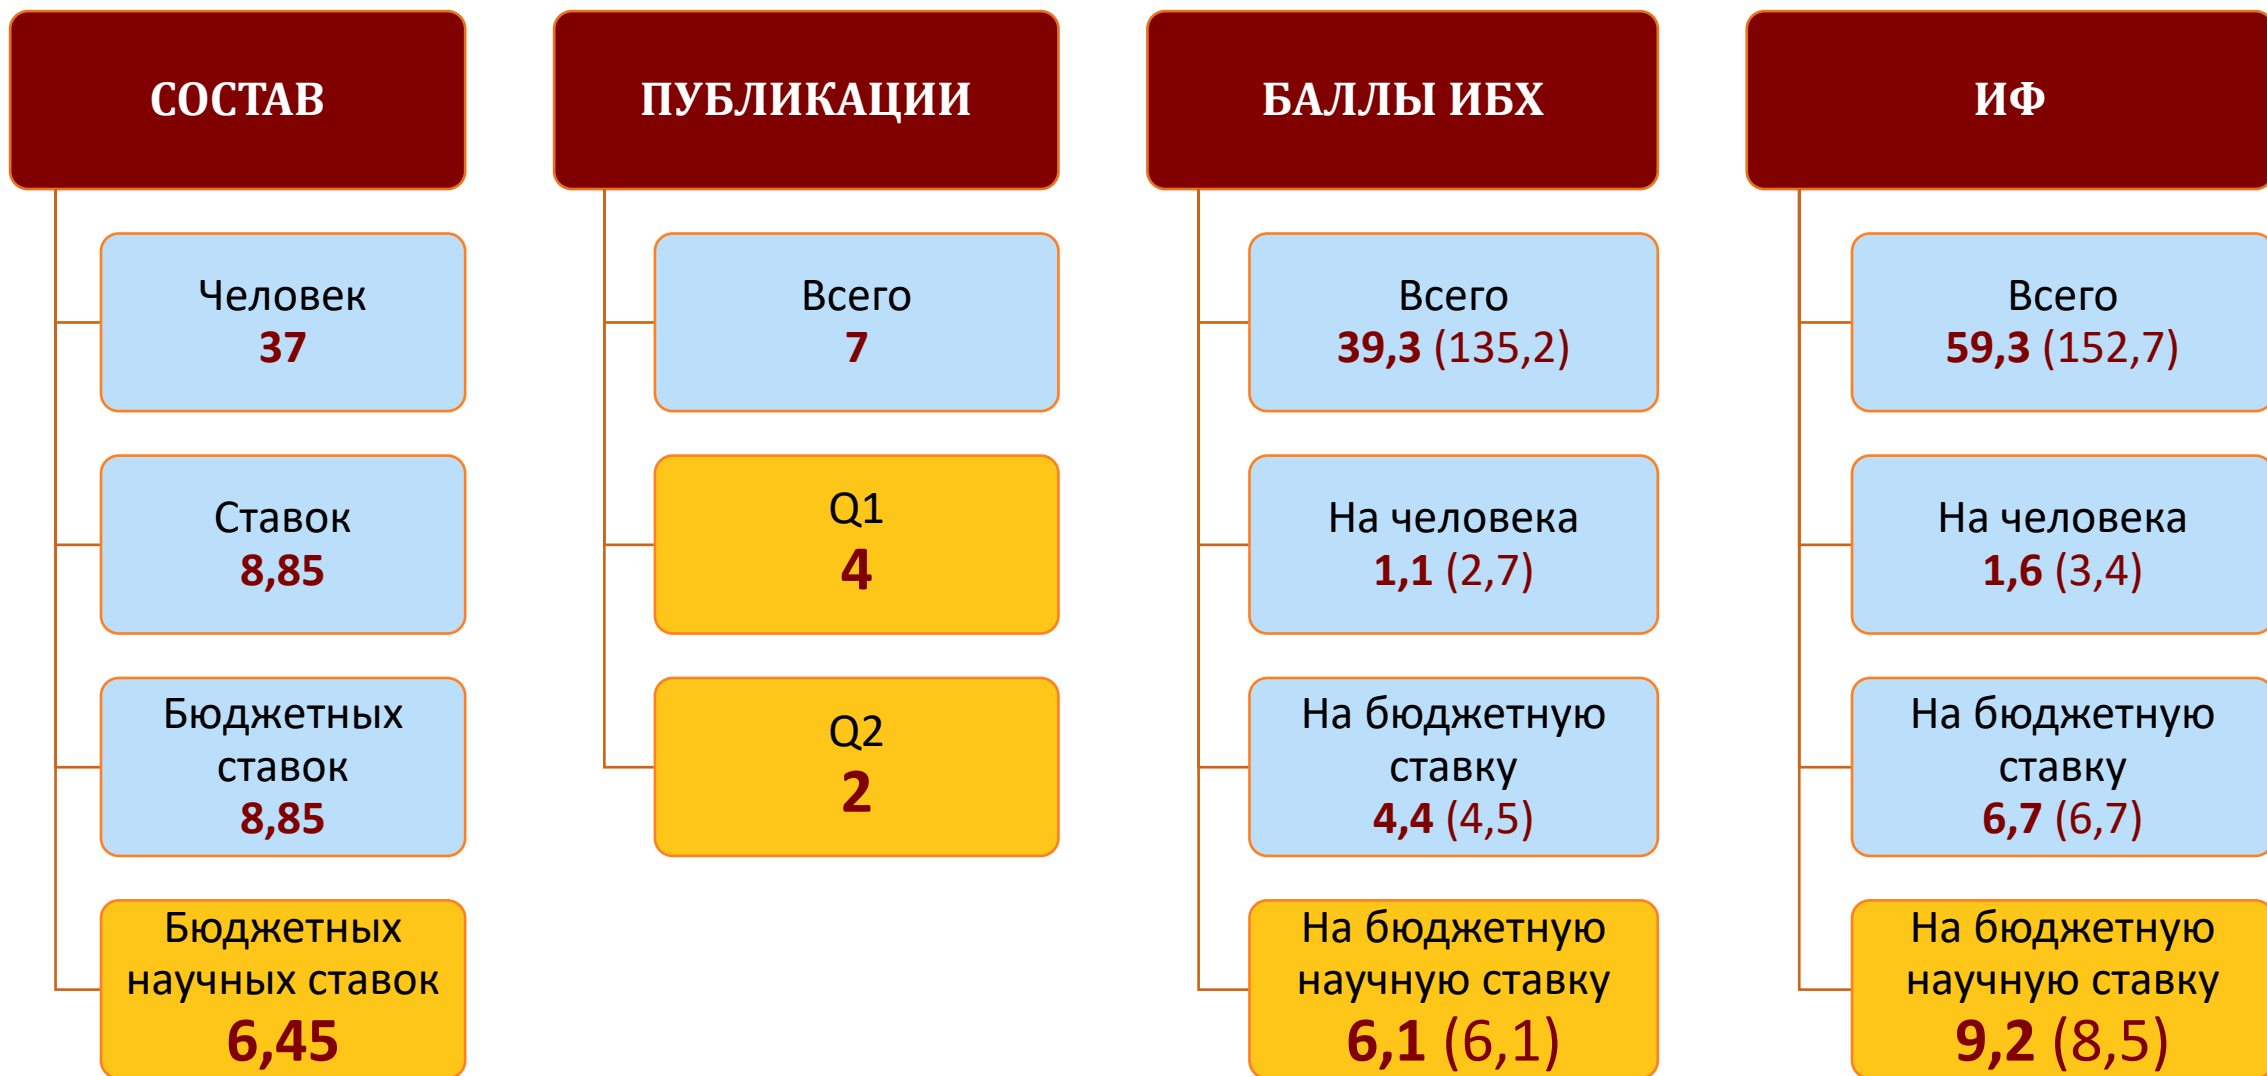 СОСТАВ
Человек
37
Ставок
8,85
Бюджетных
ставок
8,85
Бюджетных
научных ставок
6,45
ПУБЛИКАЦИИ
Всего
7
Q1
4
Q2
2
БАЛЛЫ ИБХ
Всего
39,3 (135,2)
На человека
1,1 (2,7)
На бюджетную
ставку
4,4 (4,5)
На бюджетную
научную ставку
6,1 (6,1)
ИФ
Всего
59,3 (152,7)
На человека
1,6 (3,4)
На бюджетную
ставку
6,7 (6,7)
На бюджетную
научную ставку
9,2 (8,5)